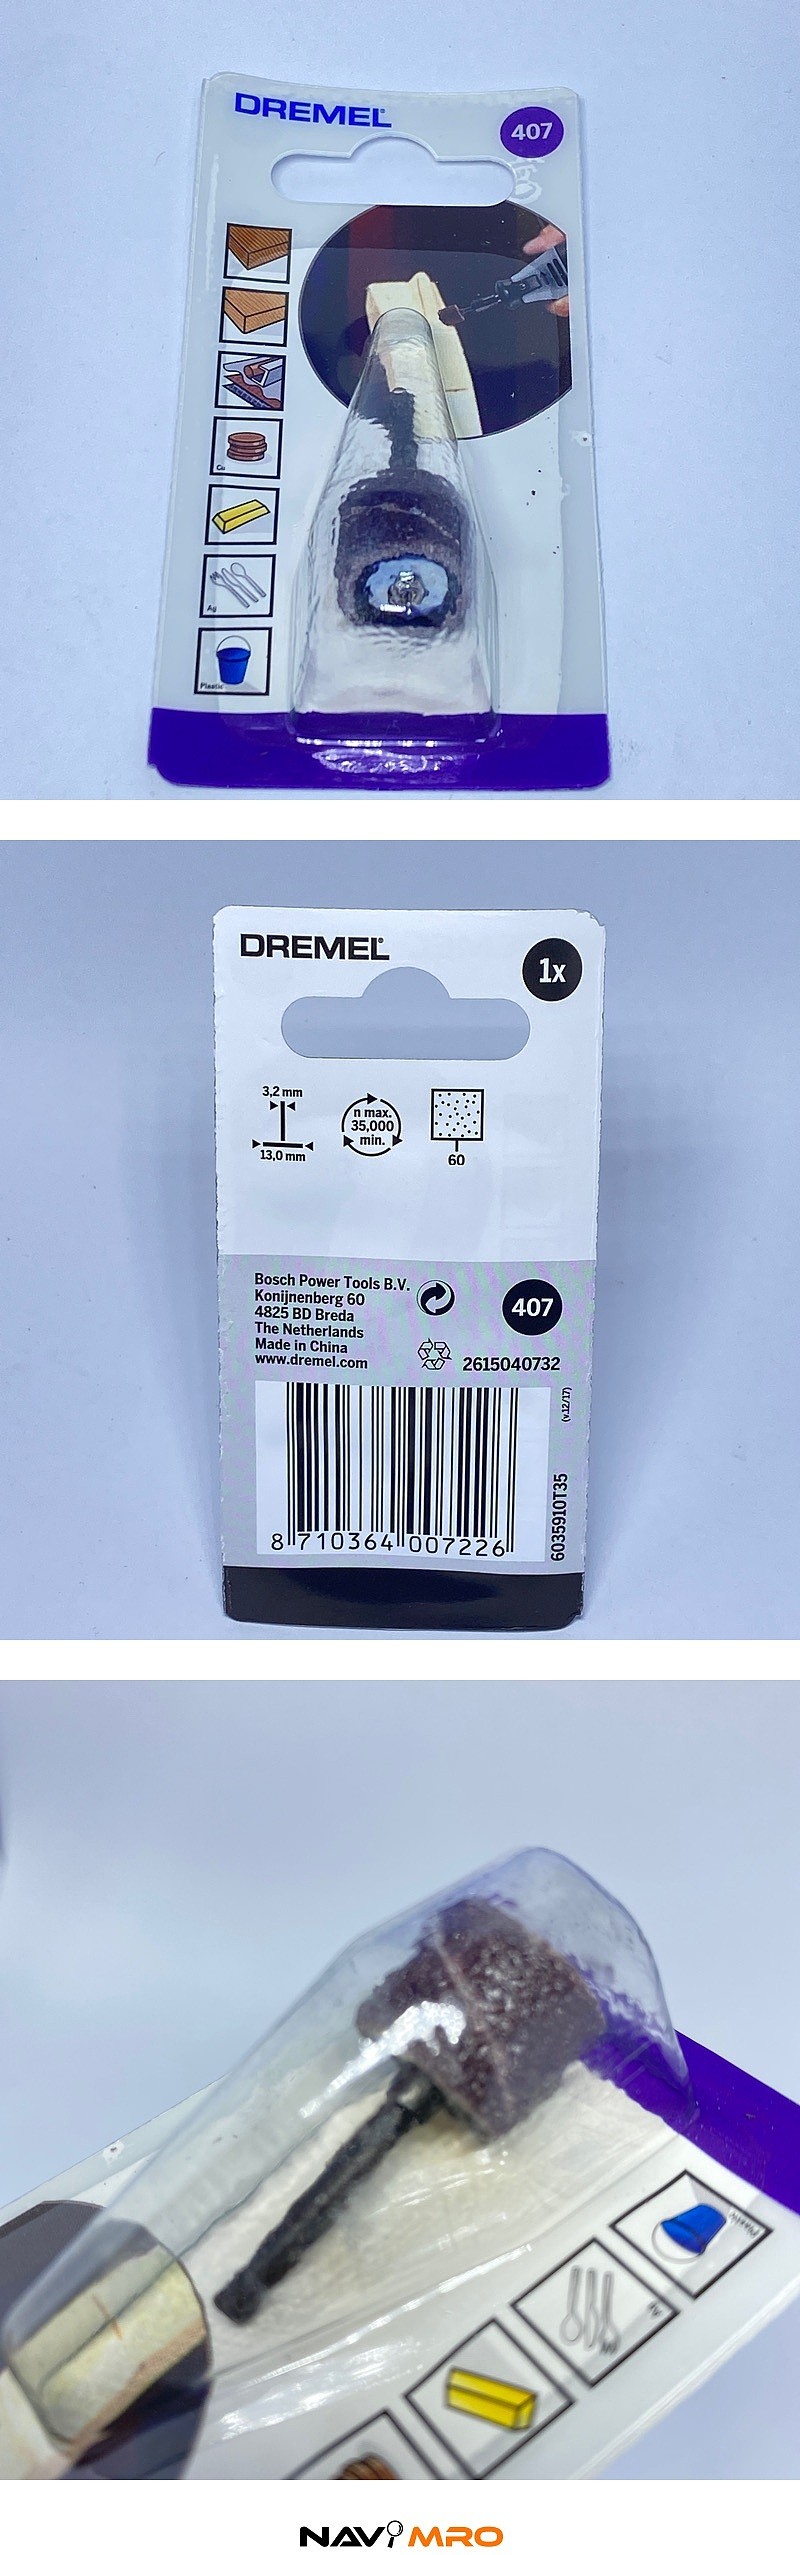 DREMEL
407
Cu
Ag
Plastic
DREMEL
1x
3,2 mm
13,0 mm
n max.
35,000
min.
60
Bosch Power Tools B.V.
Konijnenberg 60
4825 BD Breda
The Netherlands
Made in China
www.dremel.com
407
2615040732
(v.12/17)
6035910T35
8 710364 007226
Plastic
NAVi MRO